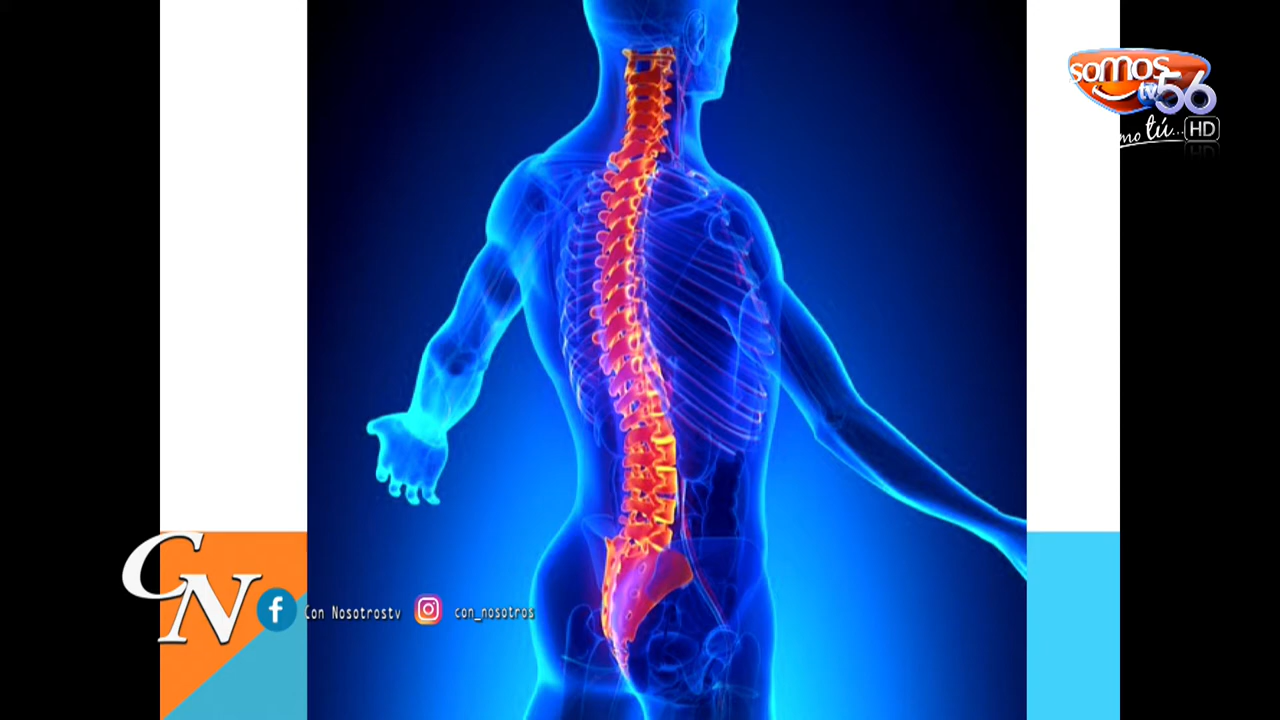 somos
tv 56
mo tú... HD
CN
Con Nosotrostv con_nosotros